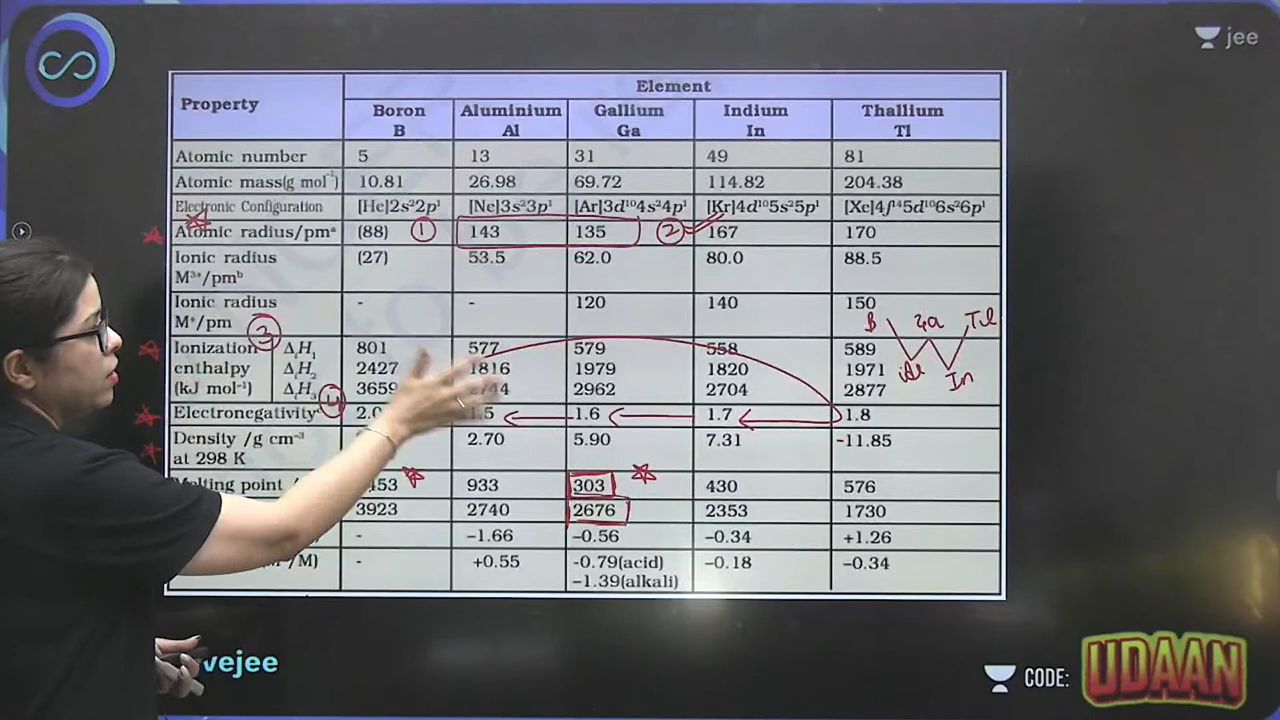 jee
Property
Element
Boron Aluminium Gallium Indium Thallium
B Al Ga In Tl
Atomic number 5 13 31 49 81
Atomic mass(g mol⁻¹) 10.81 26.98 69.72 114.82 204.38
Electronic Configuration [He]2s²2p¹ [Ne]3s²3p¹ [Ar]3d¹⁰4s²4p¹ [Kr]4d¹⁰5s²5p¹ [Xe]4f¹⁴5d¹⁰6s²6p¹
Atomic radius/pmᵃ (88) ① 143 135 ② 167 170
Ionic radius (27) 53.5 62.0 80.0 88.5
M³⁺/pmᵇ
Ionic radius - - 120 140 150
M⁺/pm
B Ga Tl
Al In
③
Ionization ΔᵢH₁ 801 577 579 558 589
enthalpy ΔᵢH₂ 2427 1816 1979 1820 1971
(kJ mol⁻¹) ΔᵢH₃ 3659 2962 2704 2877
④
Electronegativityᶜ 1.5 1.6 1.7 1.8
Density /g cm⁻³ 2.70 5.90 7.31 -11.85
at 298 K
Melting point / 933 303 430 576
3923 2740 2676 2353 1730
- −1.66 −0.56 −0.34 +1.26
/M) - +0.55 -0.79(acid) −0.18 −0.34
−1.39(alkali)
vejee
CODE:
UDAAN